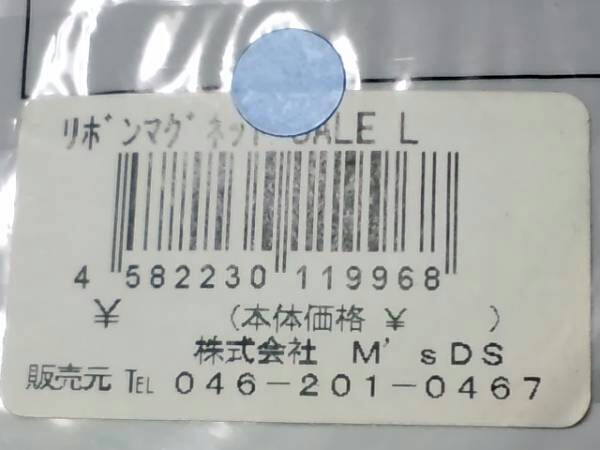 リボンマグネット SALE L
4 582230 119968
￥ (本体価格 ￥ )
株式会社 M'sDS
販売元 TEL 046-201-0467